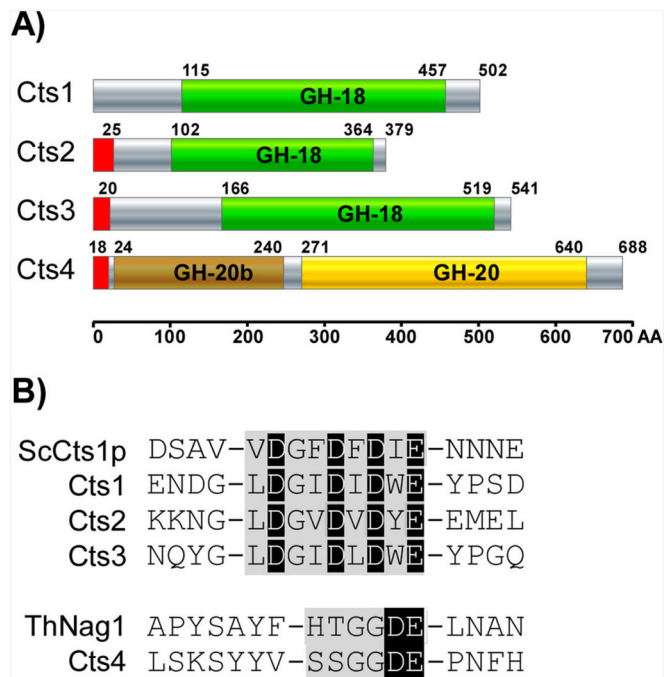 A)
115 457 502
Cts1 GH-18
25 102 364 379
Cts2 GH-18
20 166 519 541
Cts3 GH-18
18 24 240 271 640 688
Cts4 GH-20b GH-20
0 100 200 300 400 500 600 700 AA
B)
ScCts1p DSAV-VDGFDFDIE-NNNE
Cts1 ENDG-LDGIDIDWE-YPSD
Cts2 KKNG-LDGVDVDYE-EMEL
Cts3 NQYG-LDGIDLDWE-YPGQ
ThNag1 APYSAYF-HTGGDE-LNAN
Cts4 LSKSYYV-SSGGDE-PNFH